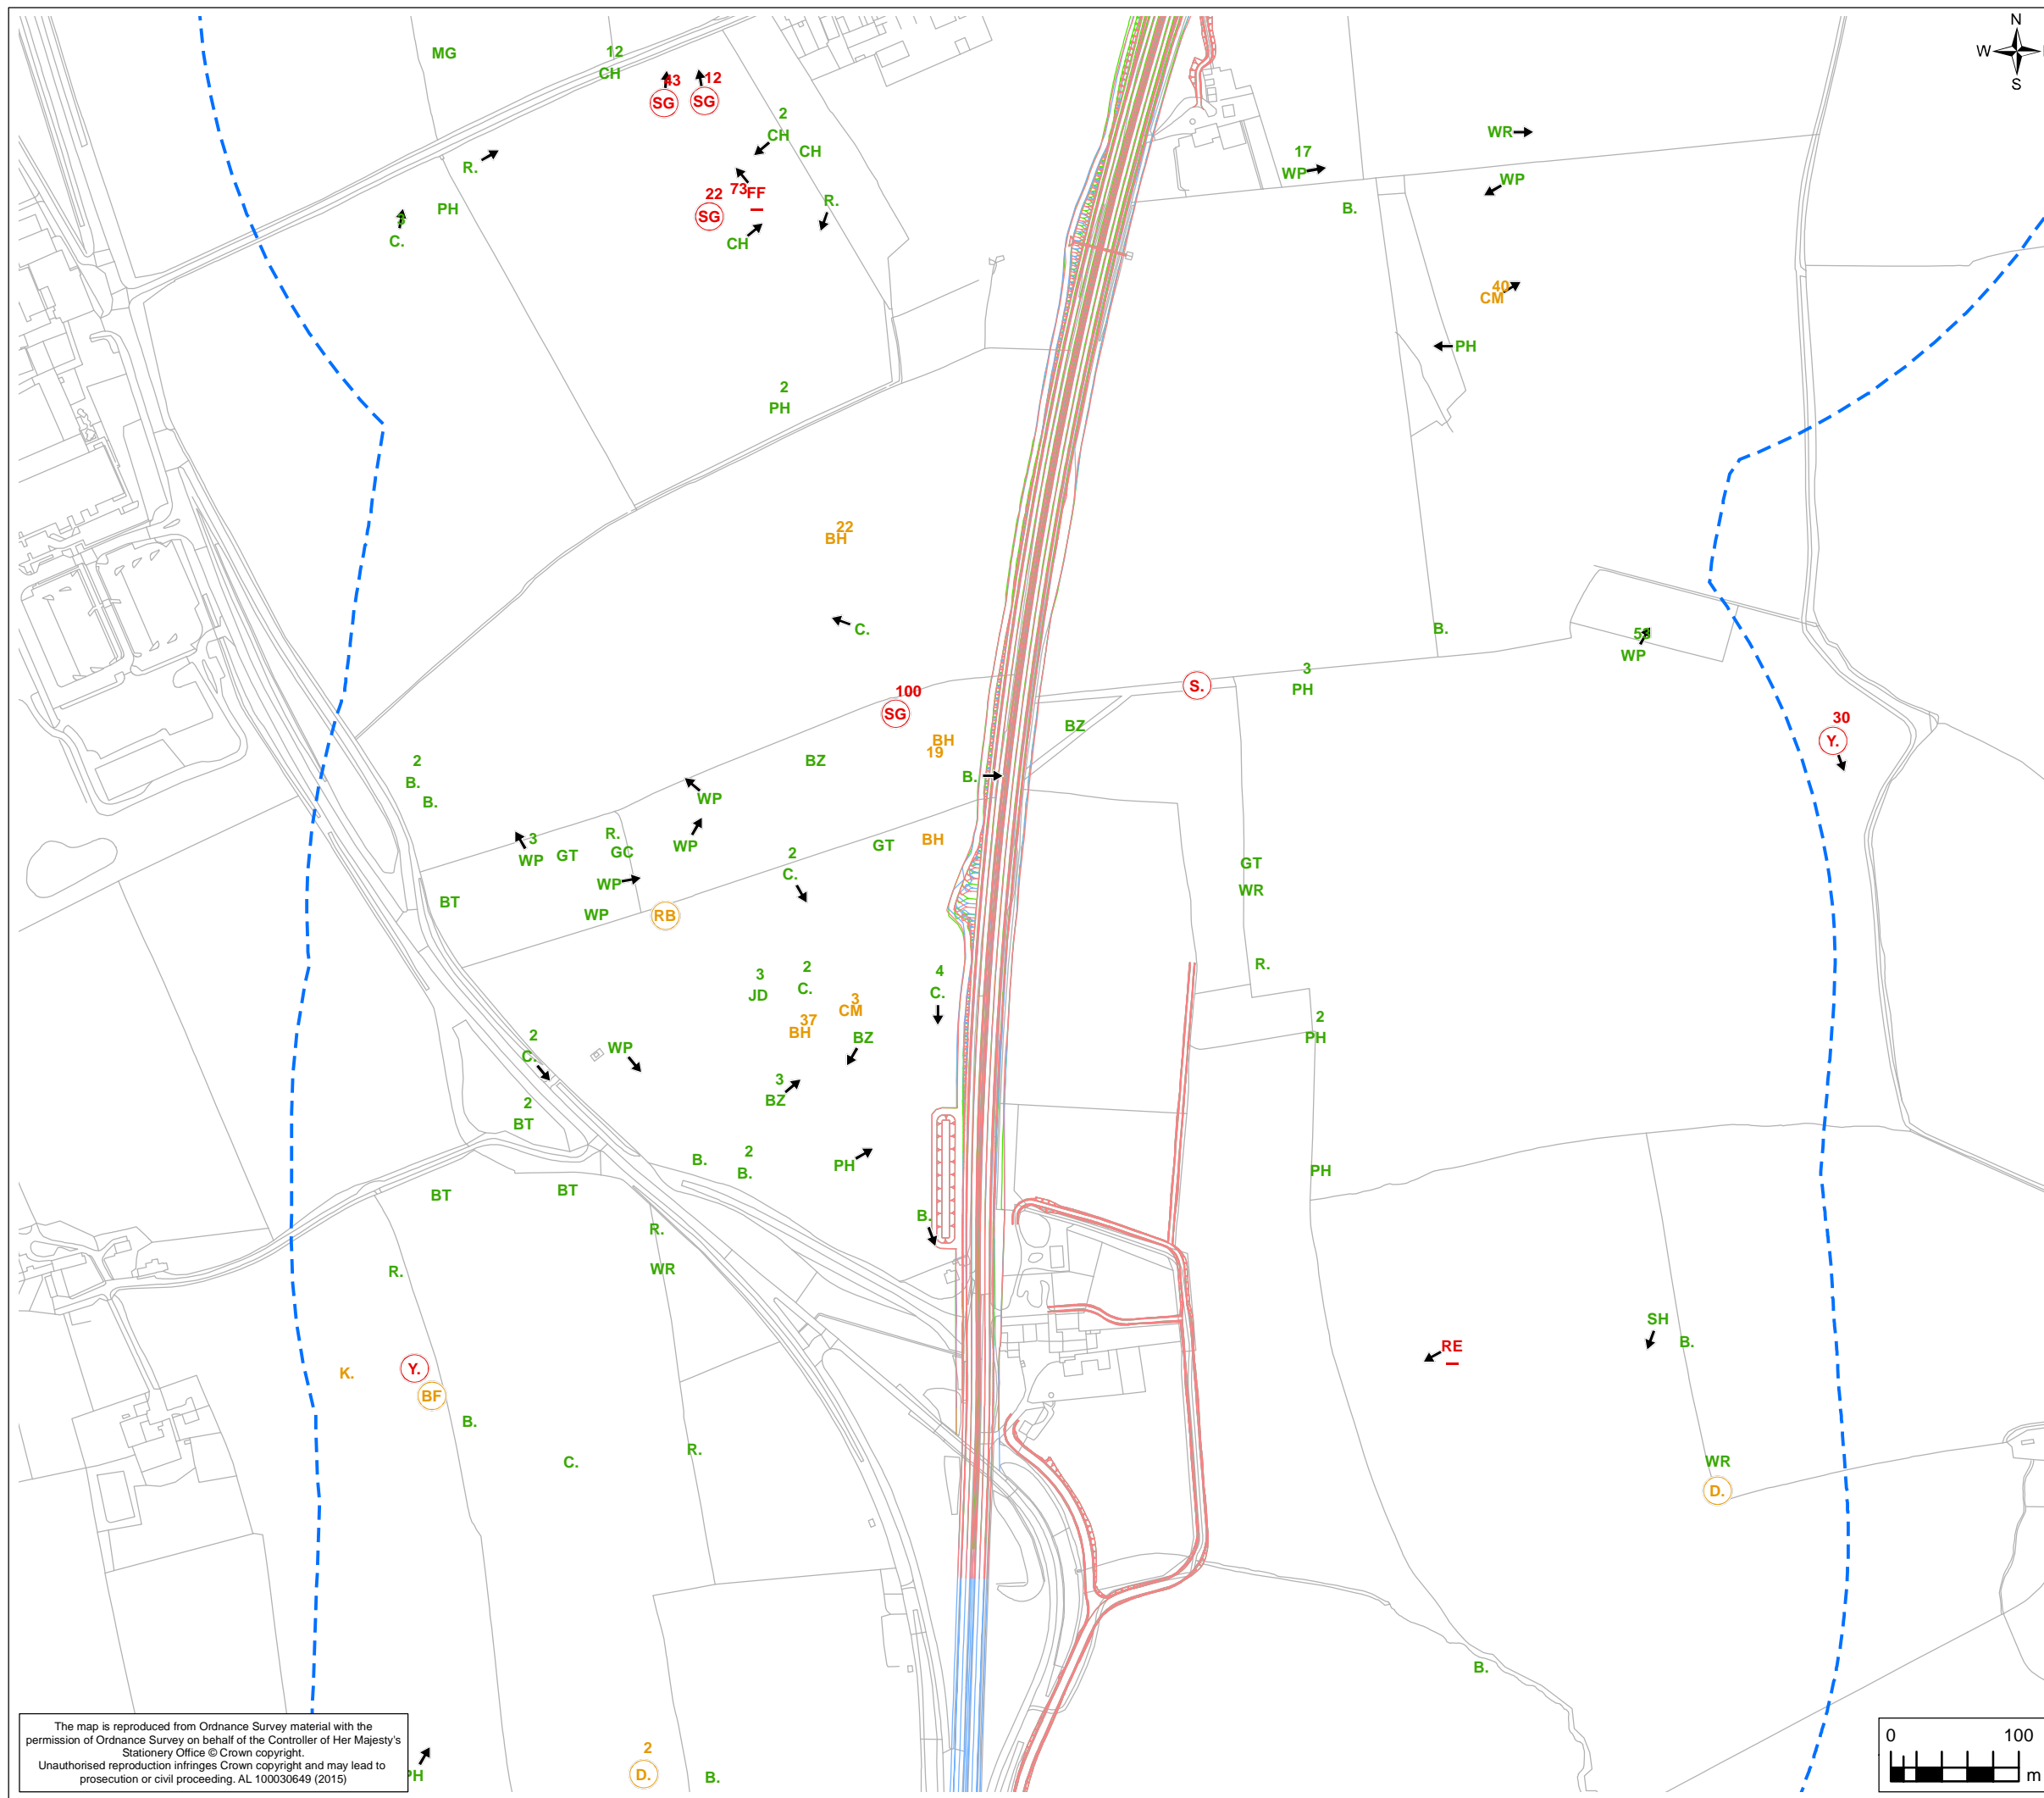 N
W
S
MG
12
CH
43
SG
12
SG
2
CH
CH
R.
PH
3
C.
22
SG
73
FF
CH
R.
17
WP
WR
WP
B.
40
CM
PH
2
PH
22
BH
C.
B.
59
WP
100
SG
S.
3
PH
BH
19
BZ
BZ
30
Y.
2
B.
B.
B.
WP
3
WP
GT
R.
GC
WP
WP
WP
RB
2
C.
GT
BH
GT
WR
BT
3
JD
2
C.
3
CM
37
BH
BZ
4
C.
R.
2
PH
2
C.
WP
3
BZ
2
BT
B.
2
B.
PH
PH
BT
BT
B.
R.
WR
R.
SH
B.
RE
K.
Y.
BF
B.
R.
C.
WR
D.
B.
2
D.
B.
PH
The map is reproduced from Ordnance Survey material with the
permission of Ordnance Survey on behalf of the Controller of Her Majesty's
Stationery Office © Crown copyright.
Unauthorised reproduction infringes Crown copyright and may lead to
prosecution or civil proceeding. AL 100030649 (2015)
0 100
m